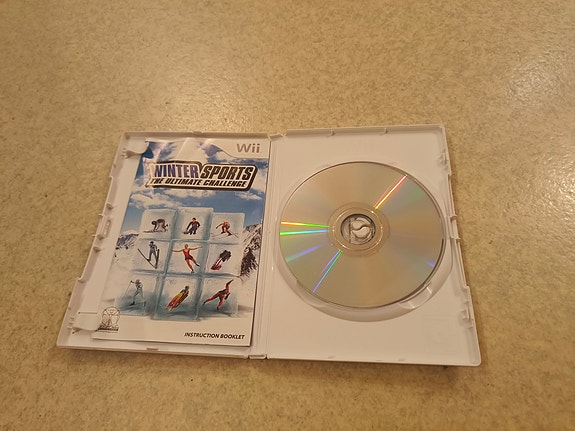 Wii
WINTER SPORTS
THE ULTIMATE CHALLENGE
INSTRUCTION BOOKLET